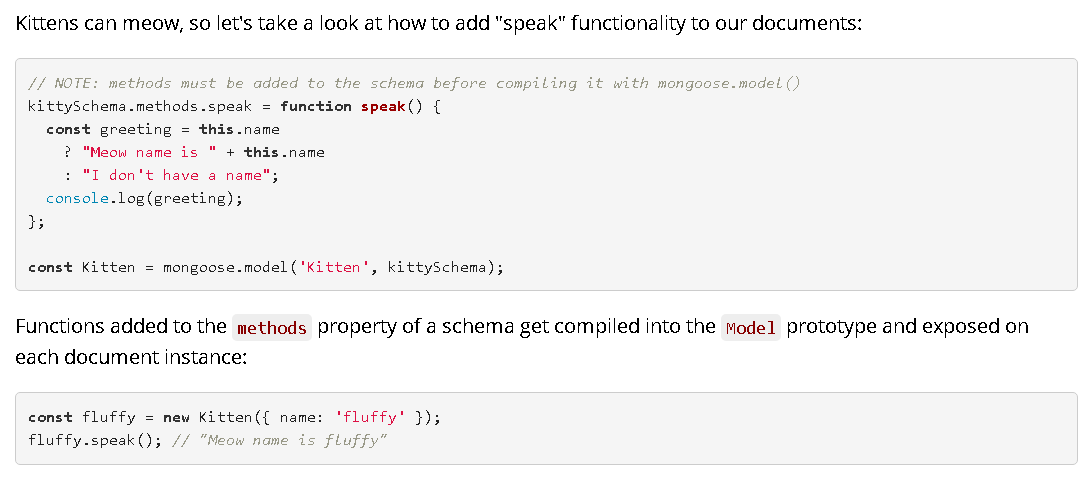 Kittens can meow, so let's take a look at how to add "speak" functionality to our documents:
// NOTE: methods must be added to the schema before compiling it with mongoose.model()
kittySchema.methods.speak = function speak() {
  const greeting = this.name
    ? "Meow name is " + this.name
    : "I don't have a name";
  console.log(greeting);
};
const Kitten = mongoose.model('Kitten', kittySchema);
Functions added to the methods property of a schema get compiled into the Model prototype and exposed on
each document instance:
const fluffy = new Kitten({ name: 'fluffy' });
fluffy.speak(); // "Meow name is fluffy"